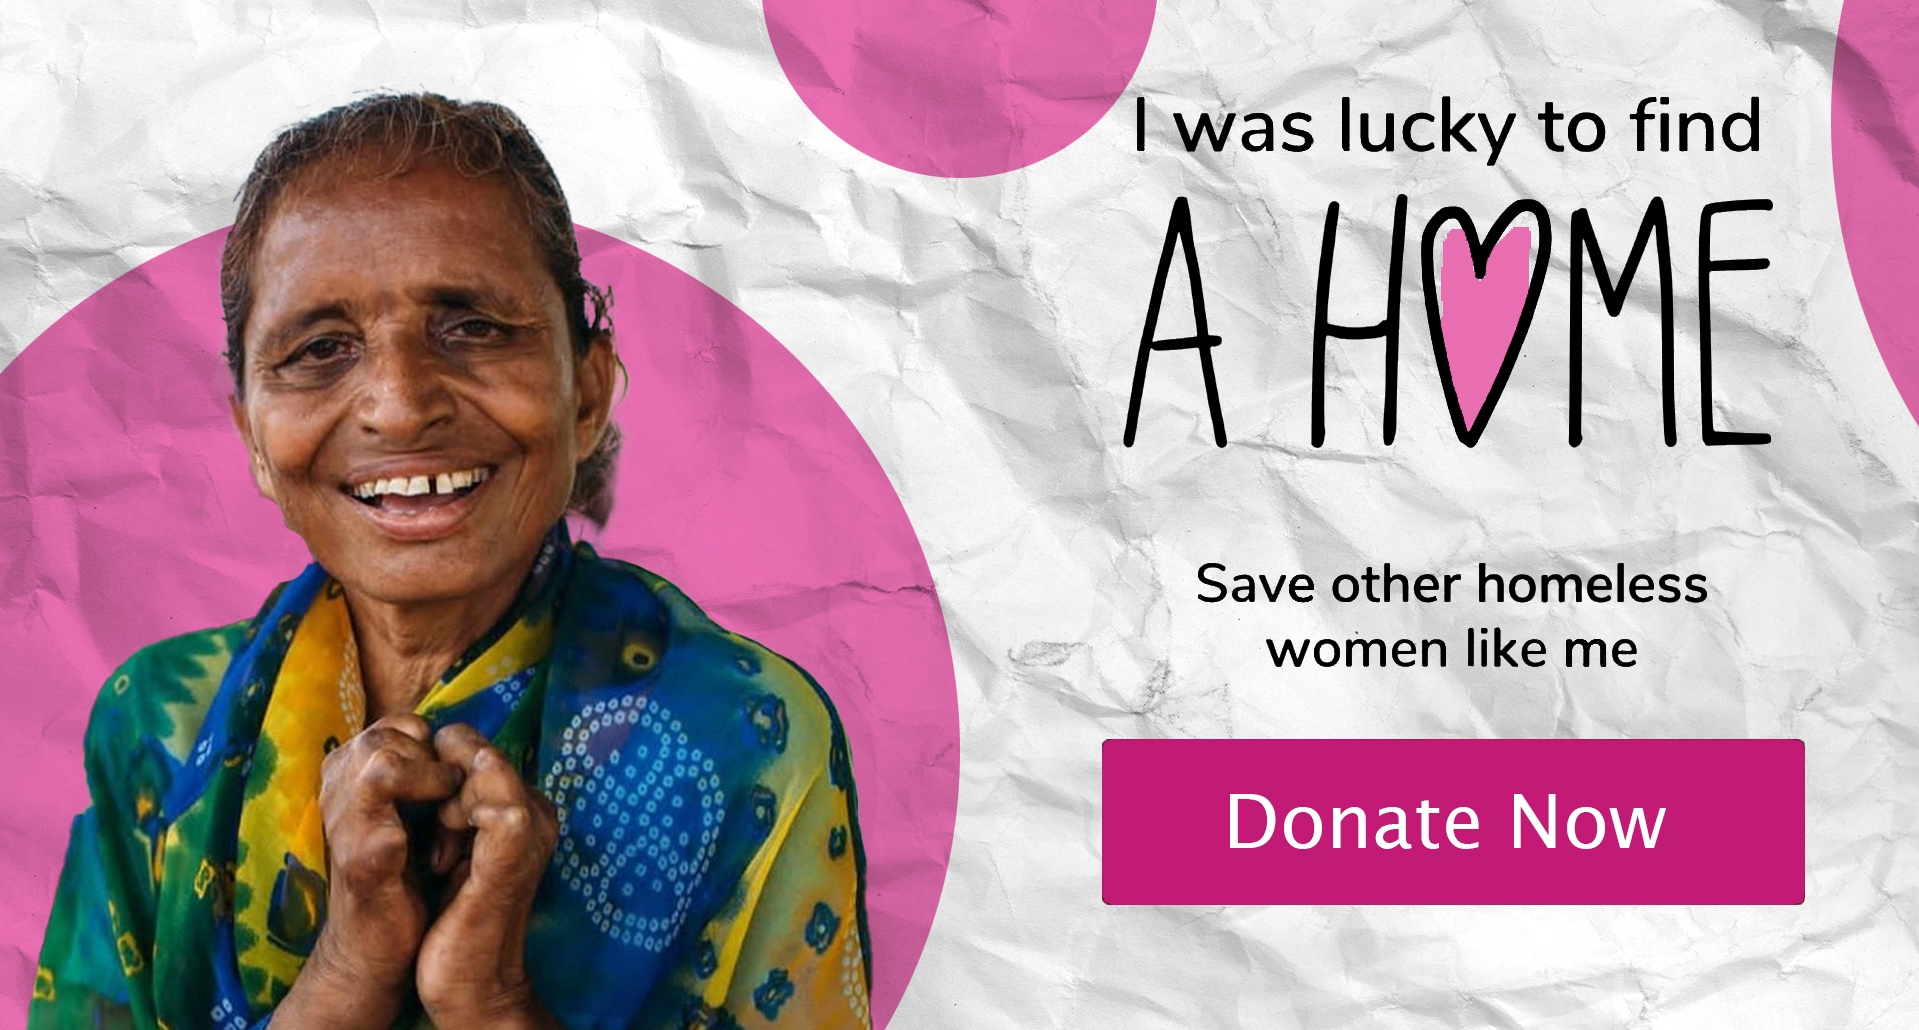 I was lucky to find
A HOME
Save other homeless
women like me
Donate Now